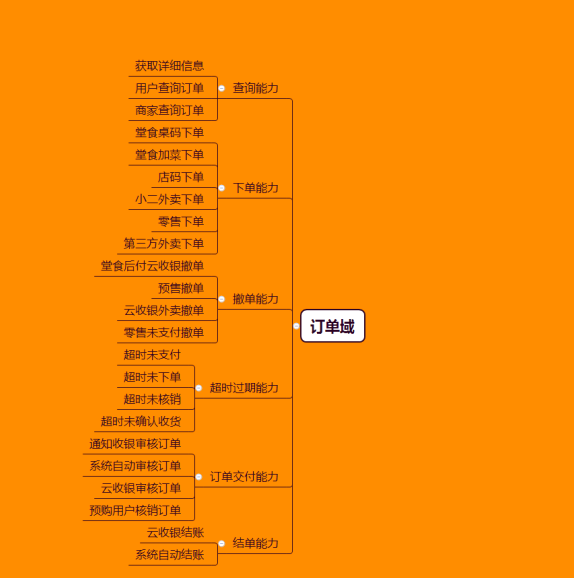 获取详细信息
用户查询订单
查询能力
商家查询订单
堂食桌码下单
堂食加菜下单
店码下单
下单能力
小二外卖下单
零售下单
第三方外卖下单
堂食后付云收银撤单
预售撤单
撤单能力
云收银外卖撤单
订单域
零售未支付撤单
超时未支付
超时未下单
超时过期能力
超时未核销
超时未确认收货
通知收银审核订单
系统自动审核订单
订单交付能力
云收银审核订单
预购用户核销订单
云收银结账
结单能力
系统自动结账